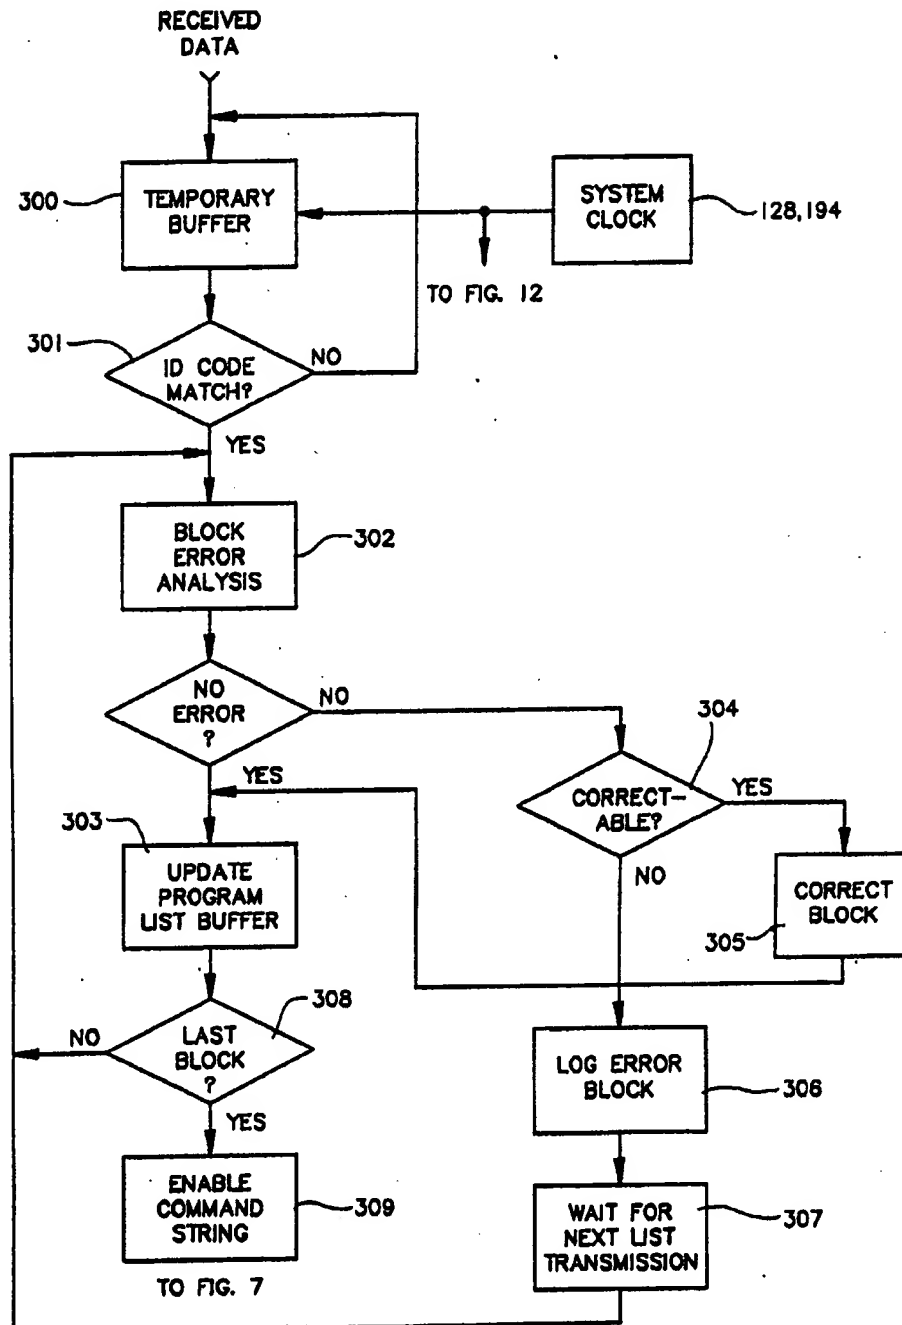 RECEIVED
DATA
300
TEMPORARY
BUFFER
SYSTEM
CLOCK
128,194
TO FIG. 12
301
ID CODE
MATCH?
NO
YES
BLOCK
ERROR
ANALYSIS
302
NO
ERROR
?
NO
YES
304
CORRECT-
ABLE?
YES
NO
303
UPDATE
PROGRAM
LIST BUFFER
CORRECT
BLOCK
305
308
NO
LAST
BLOCK
?
YES
LOG ERROR
BLOCK
306
ENABLE
COMMAND
STRING
309
WAIT FOR
NEXT LIST
TRANSMISSION
307
TO FIG. 7